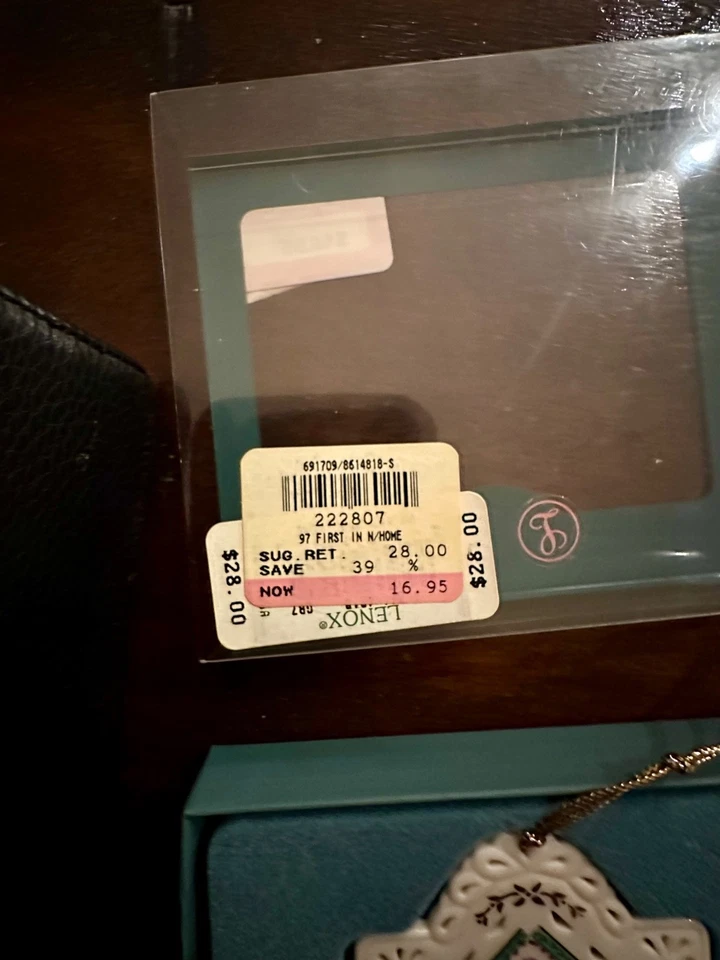 691709/8614818-S
222807
97 FIRST IN N/HOME
SUG.RET. 28.00
SAVE 39 %
NOW 16.95
$28.00
$28.00
LENOX®